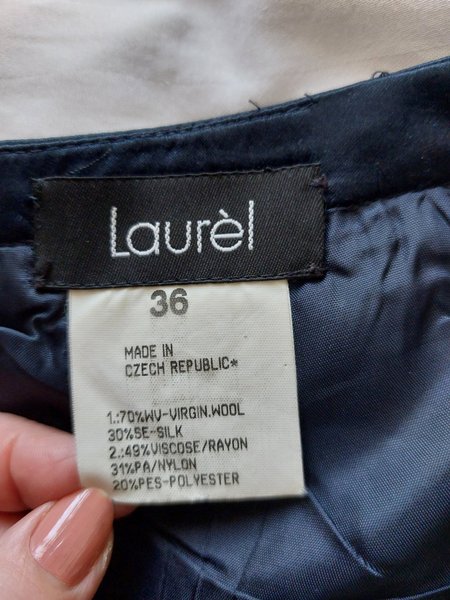 Laurèl
36
MADE IN
CZECH REPUBLIC*
1.:70%WV-VIRGIN.WOOL
30%SE-SILK
2.:49%VISCOSE/RAYON
31%PA/NYLON
20%PES-POLYESTER